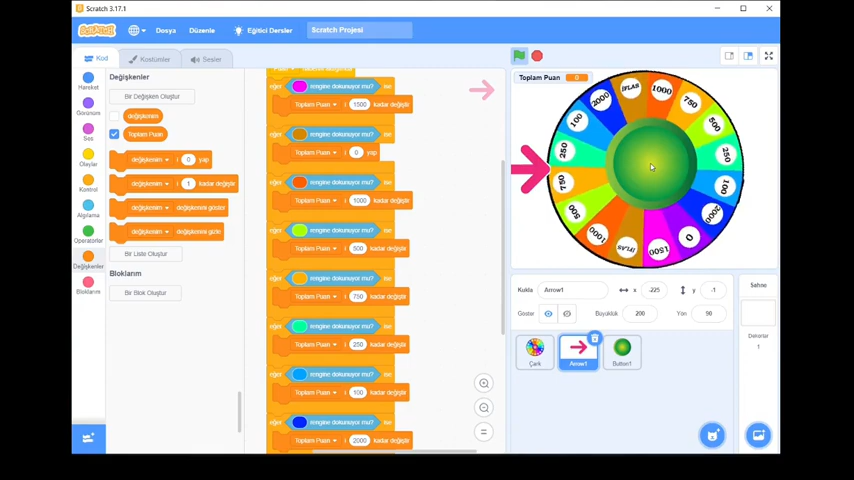 Scratch 3.17.1
SCRATCH
Dosya
Düzenle
Eğitici Dersler
Scratch Projesi
Kod
Kostümler
Sesler
Hareket
Görünüm
Ses
Olaylar
Kontrol
Algılama
Operatörler
Değişkenler
Bloklarım
Değişkenler
Bir Değişken Oluştur
değişkenim
Toplam Puan
değişkenim 0 yap
değişkenim 1 kadar değiştir
değişkenim değişkenini göster
değişkenim değişkenini gizle
Bir Liste Oluştur
Bloklarım
Bir Blok Oluştur
eğer rengine dokunuyor mu? ise
Toplam Puan i 1500 kadar değiştir
eğer rengine dokunuyor mu? ise
Toplam Puan i 0 yap
eğer rengine dokunuyor mu? ise
Toplam Puan i 1000 kadar değiştir
eğer rengine dokunuyor mu? ise
Toplam Puan i 500 kadar değiştir
eğer rengine dokunuyor mu? ise
Toplam Puan i 750 kadar değiştir
eğer rengine dokunuyor mu? ise
Toplam Puan i 250 kadar değiştir
eğer rengine dokunuyor mu? ise
Toplam Puan i 100 kadar değiştir
eğer rengine dokunuyor mu? ise
Toplam Puan i 2000 kadar değiştir
Toplam Puan 0
İFLAS
1000
750
500
250
100
2000
0
1500
İFLAS
1000
500
750
250
100
2000
Kukla
Arrow1
x
-225
y
-1
Göster
Büyüklük
200
Yön
90
Çark
Arrow1
Button1
Sahne
Dekorlar
1